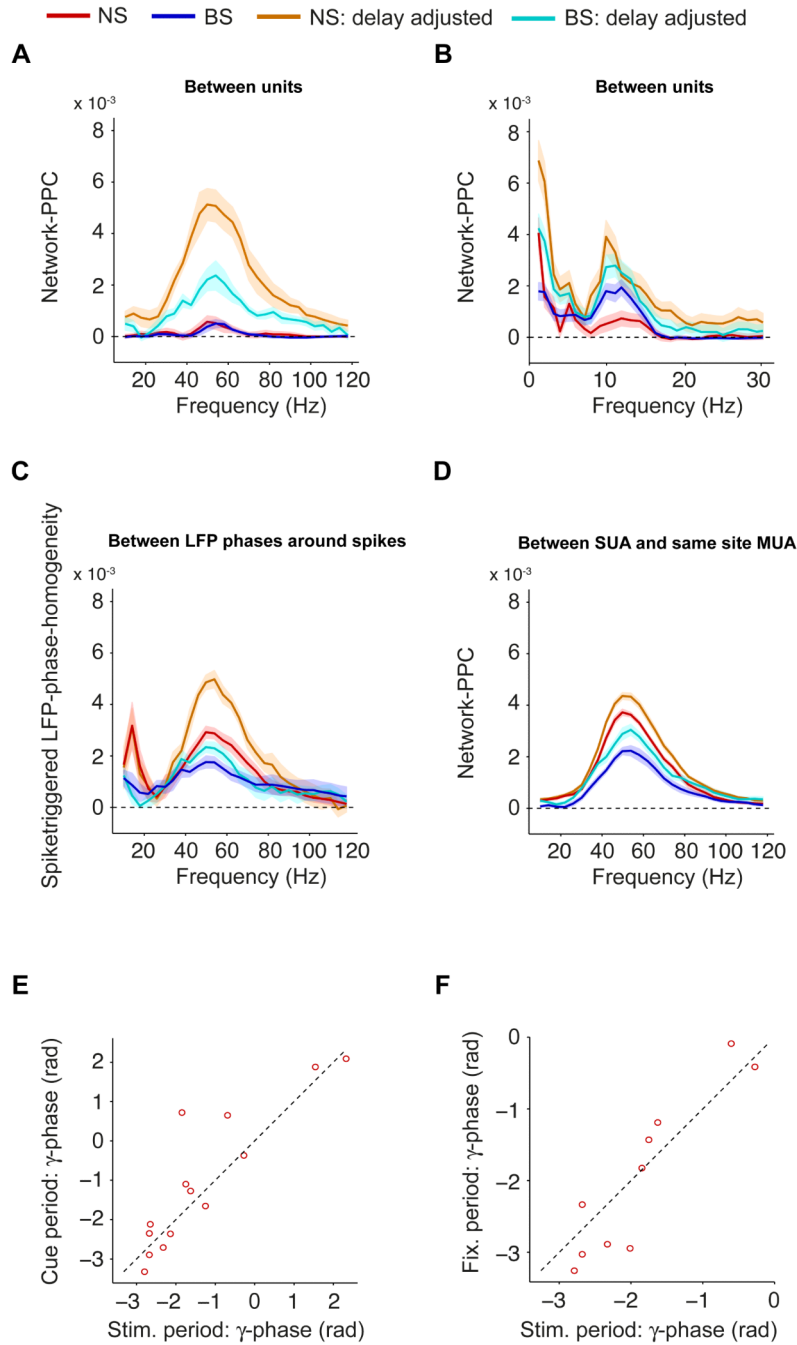 NS BS NS: delay adjusted BS: delay adjusted
A
Between units
x 10⁻³
Network-PPC
8
6
4
2
0
20 40 60 80 100 120
Frequency (Hz)
B
Between units
x 10⁻³
Network-PPC
8
6
4
2
0
0 10 20 30
Frequency (Hz)
C
Between LFP phases around spikes
x 10⁻³
Spiketriggered LFP-phase-homogeneity
8
6
4
2
0
20 40 60 80 100 120
Frequency (Hz)
D
Between SUA and same site MUA
x 10⁻³
Network-PPC
8
6
4
2
0
20 40 60 80 100 120
Frequency (Hz)
E
Cue period: γ-phase (rad)
2
1
0
−1
−2
−3
−3 −2 −1 0 1 2
Stim. period: γ-phase (rad)
F
Fix. period: γ-phase (rad)
0
−1
−2
−3
−3 −2 −1 0
Stim. period: γ-phase (rad)